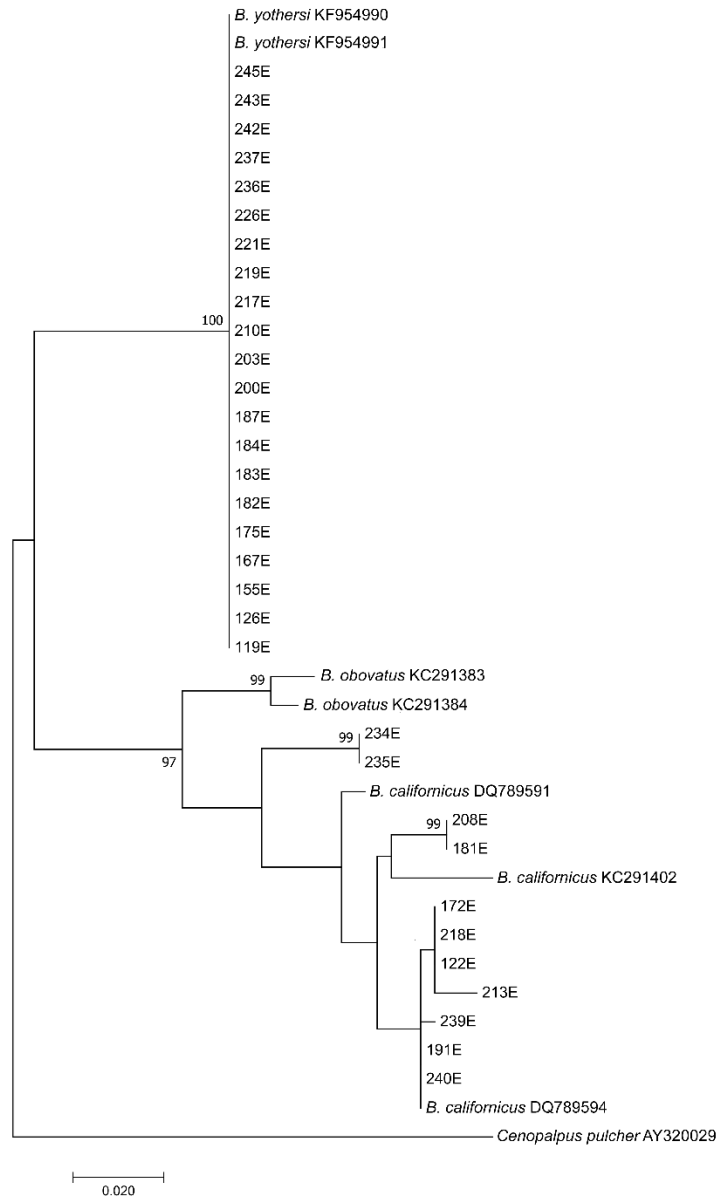 B. yothersi KF954990
B. yothersi KF954991
245E
243E
242E
237E
236E
226E
221E
219E
217E
100
210E
203E
200E
187E
184E
183E
182E
175E
167E
155E
126E
119E
B. obovatus KC291383
99
B. obovatus KC291384
99
234E
97
235E
B. californicus DQ789591
99
208E
181E
B. californicus KC291402
172E
218E
122E
213E
239E
191E
240E
B. californicus DQ789594
Cenopalpus pulcher AY320029
0.020